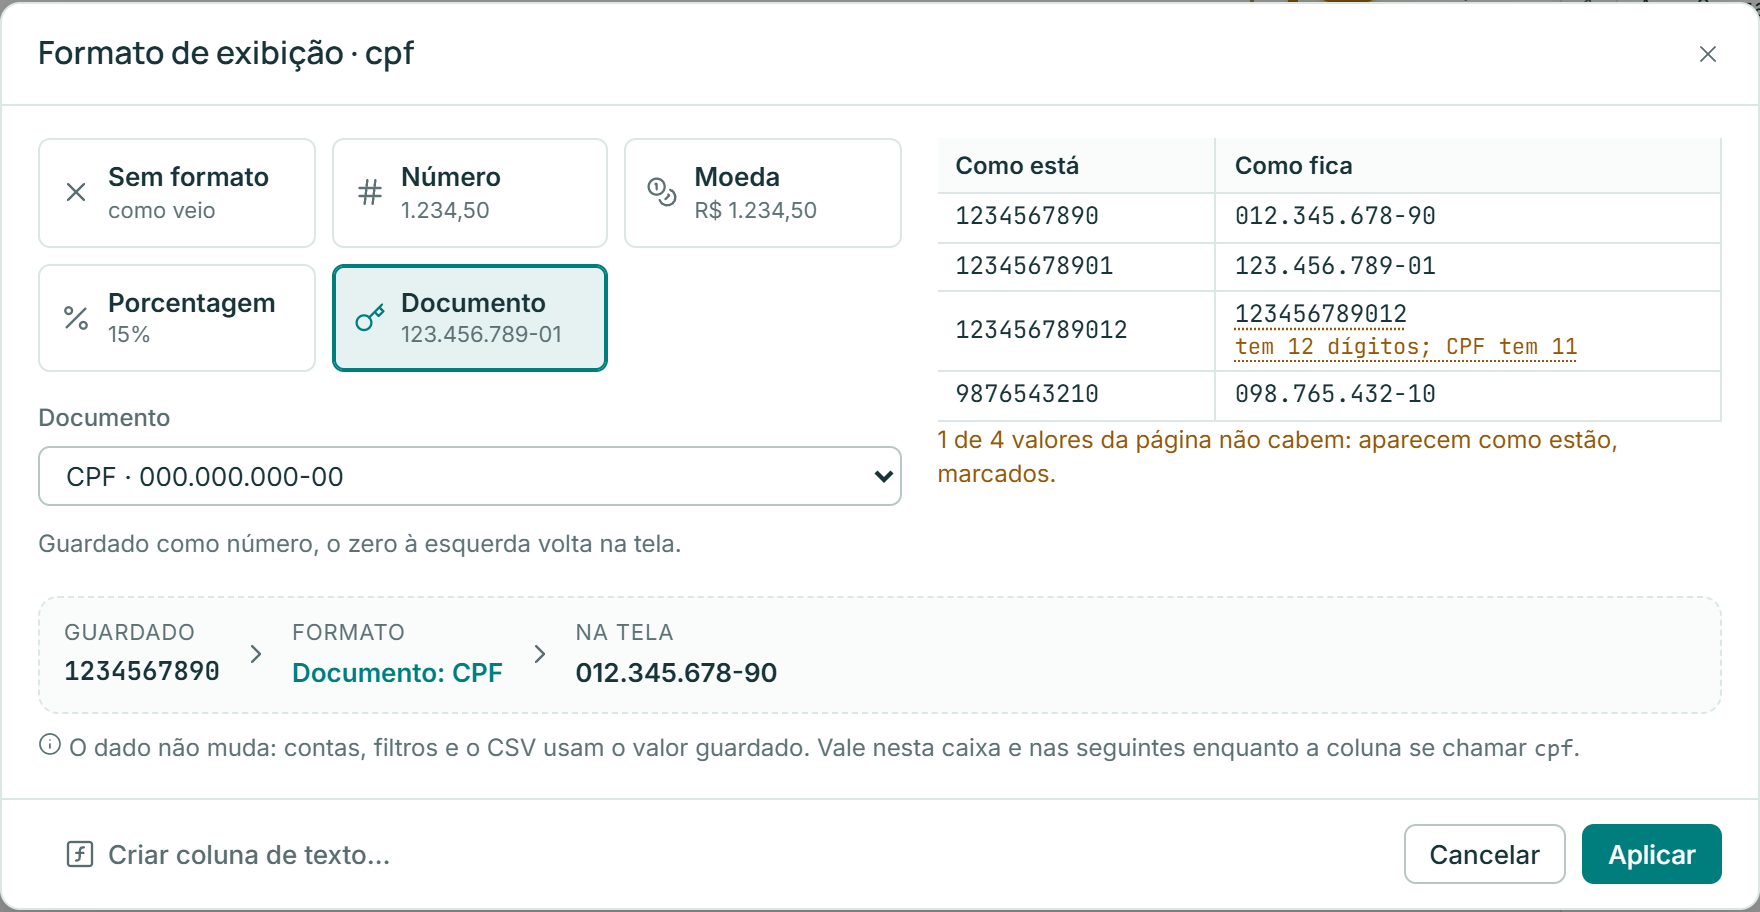 Formato de exibição · cpf
Sem formato
como veio
Número
1.234,50
Moeda
R$ 1.234,50
Porcentagem
15%
Documento
123.456.789-01
Documento
CPF · 000.000.000-00
Guardado como número, o zero à esquerda volta na tela.
Como está Como fica
1234567890 012.345.678-90
12345678901 123.456.789-01
123456789012 123456789012
tem 12 dígitos; CPF tem 11
9876543210 098.765.432-10
1 de 4 valores da página não cabem: aparecem como estão,
marcados.
GUARDADO
1234567890
FORMATO
Documento: CPF
NA TELA
012.345.678-90
O dado não muda: contas, filtros e o CSV usam o valor guardado. Vale nesta caixa e nas seguintes enquanto a coluna se chamar cpf.
Criar coluna de texto...
Cancelar
Aplicar